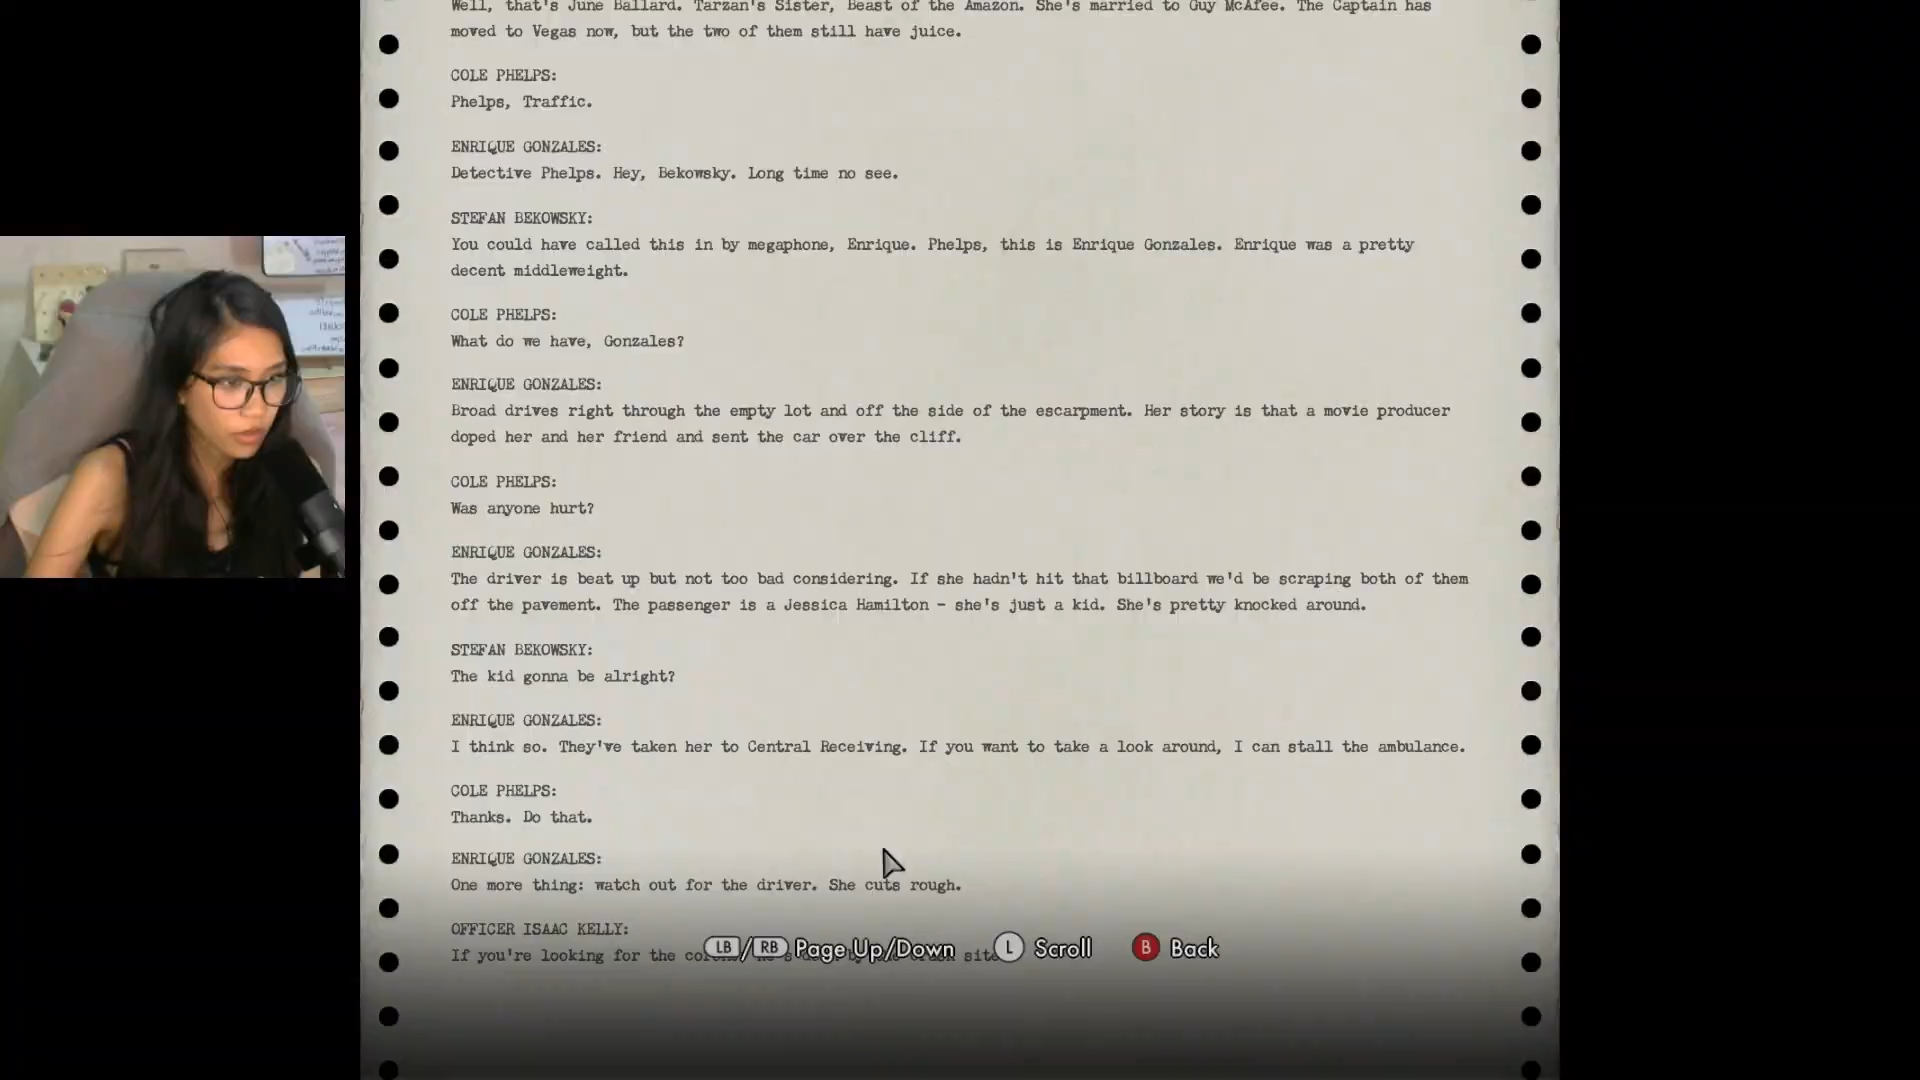 Well, that's June Ballard. Tarzan's Sister, Beast of the Amazon. She's married to Guy McAfee. The Captain has
moved to Vegas now, but the two of them still have juice.
COLE PHELPS:
Phelps, Traffic.
ENRIQUE GONZALES:
Detective Phelps. Hey, Bekowsky. Long time no see.
STEFAN BEKOWSKY:
You could have called this in by megaphone, Enrique. Phelps, this is Enrique Gonzales. Enrique was a pretty
decent middleweight.
COLE PHELPS:
What do we have, Gonzales?
ENRIQUE GONZALES:
Broad drives right through the empty lot and off the side of the escarpment. Her story is that a movie producer
doped her and her friend and sent the car over the cliff.
COLE PHELPS:
Was anyone hurt?
ENRIQUE GONZALES:
The driver is beat up but not too bad considering. If she hadn't hit that billboard we'd be scraping both of them
off the pavement. The passenger is a Jessica Hamilton - she's just a kid. She's pretty knocked around.
STEFAN BEKOWSKY:
The kid gonna be alright?
ENRIQUE GONZALES:
I think so. They've taken her to Central Receiving. If you want to take a look around, I can stall the ambulance.
COLE PHELPS:
Thanks. Do that.
ENRIQUE GONZALES:
One more thing: watch out for the driver. She cuts rough.
OFFICER ISAAC KELLY:
If you're looking for the
LB/RB Page Up/Down L Scroll B Back